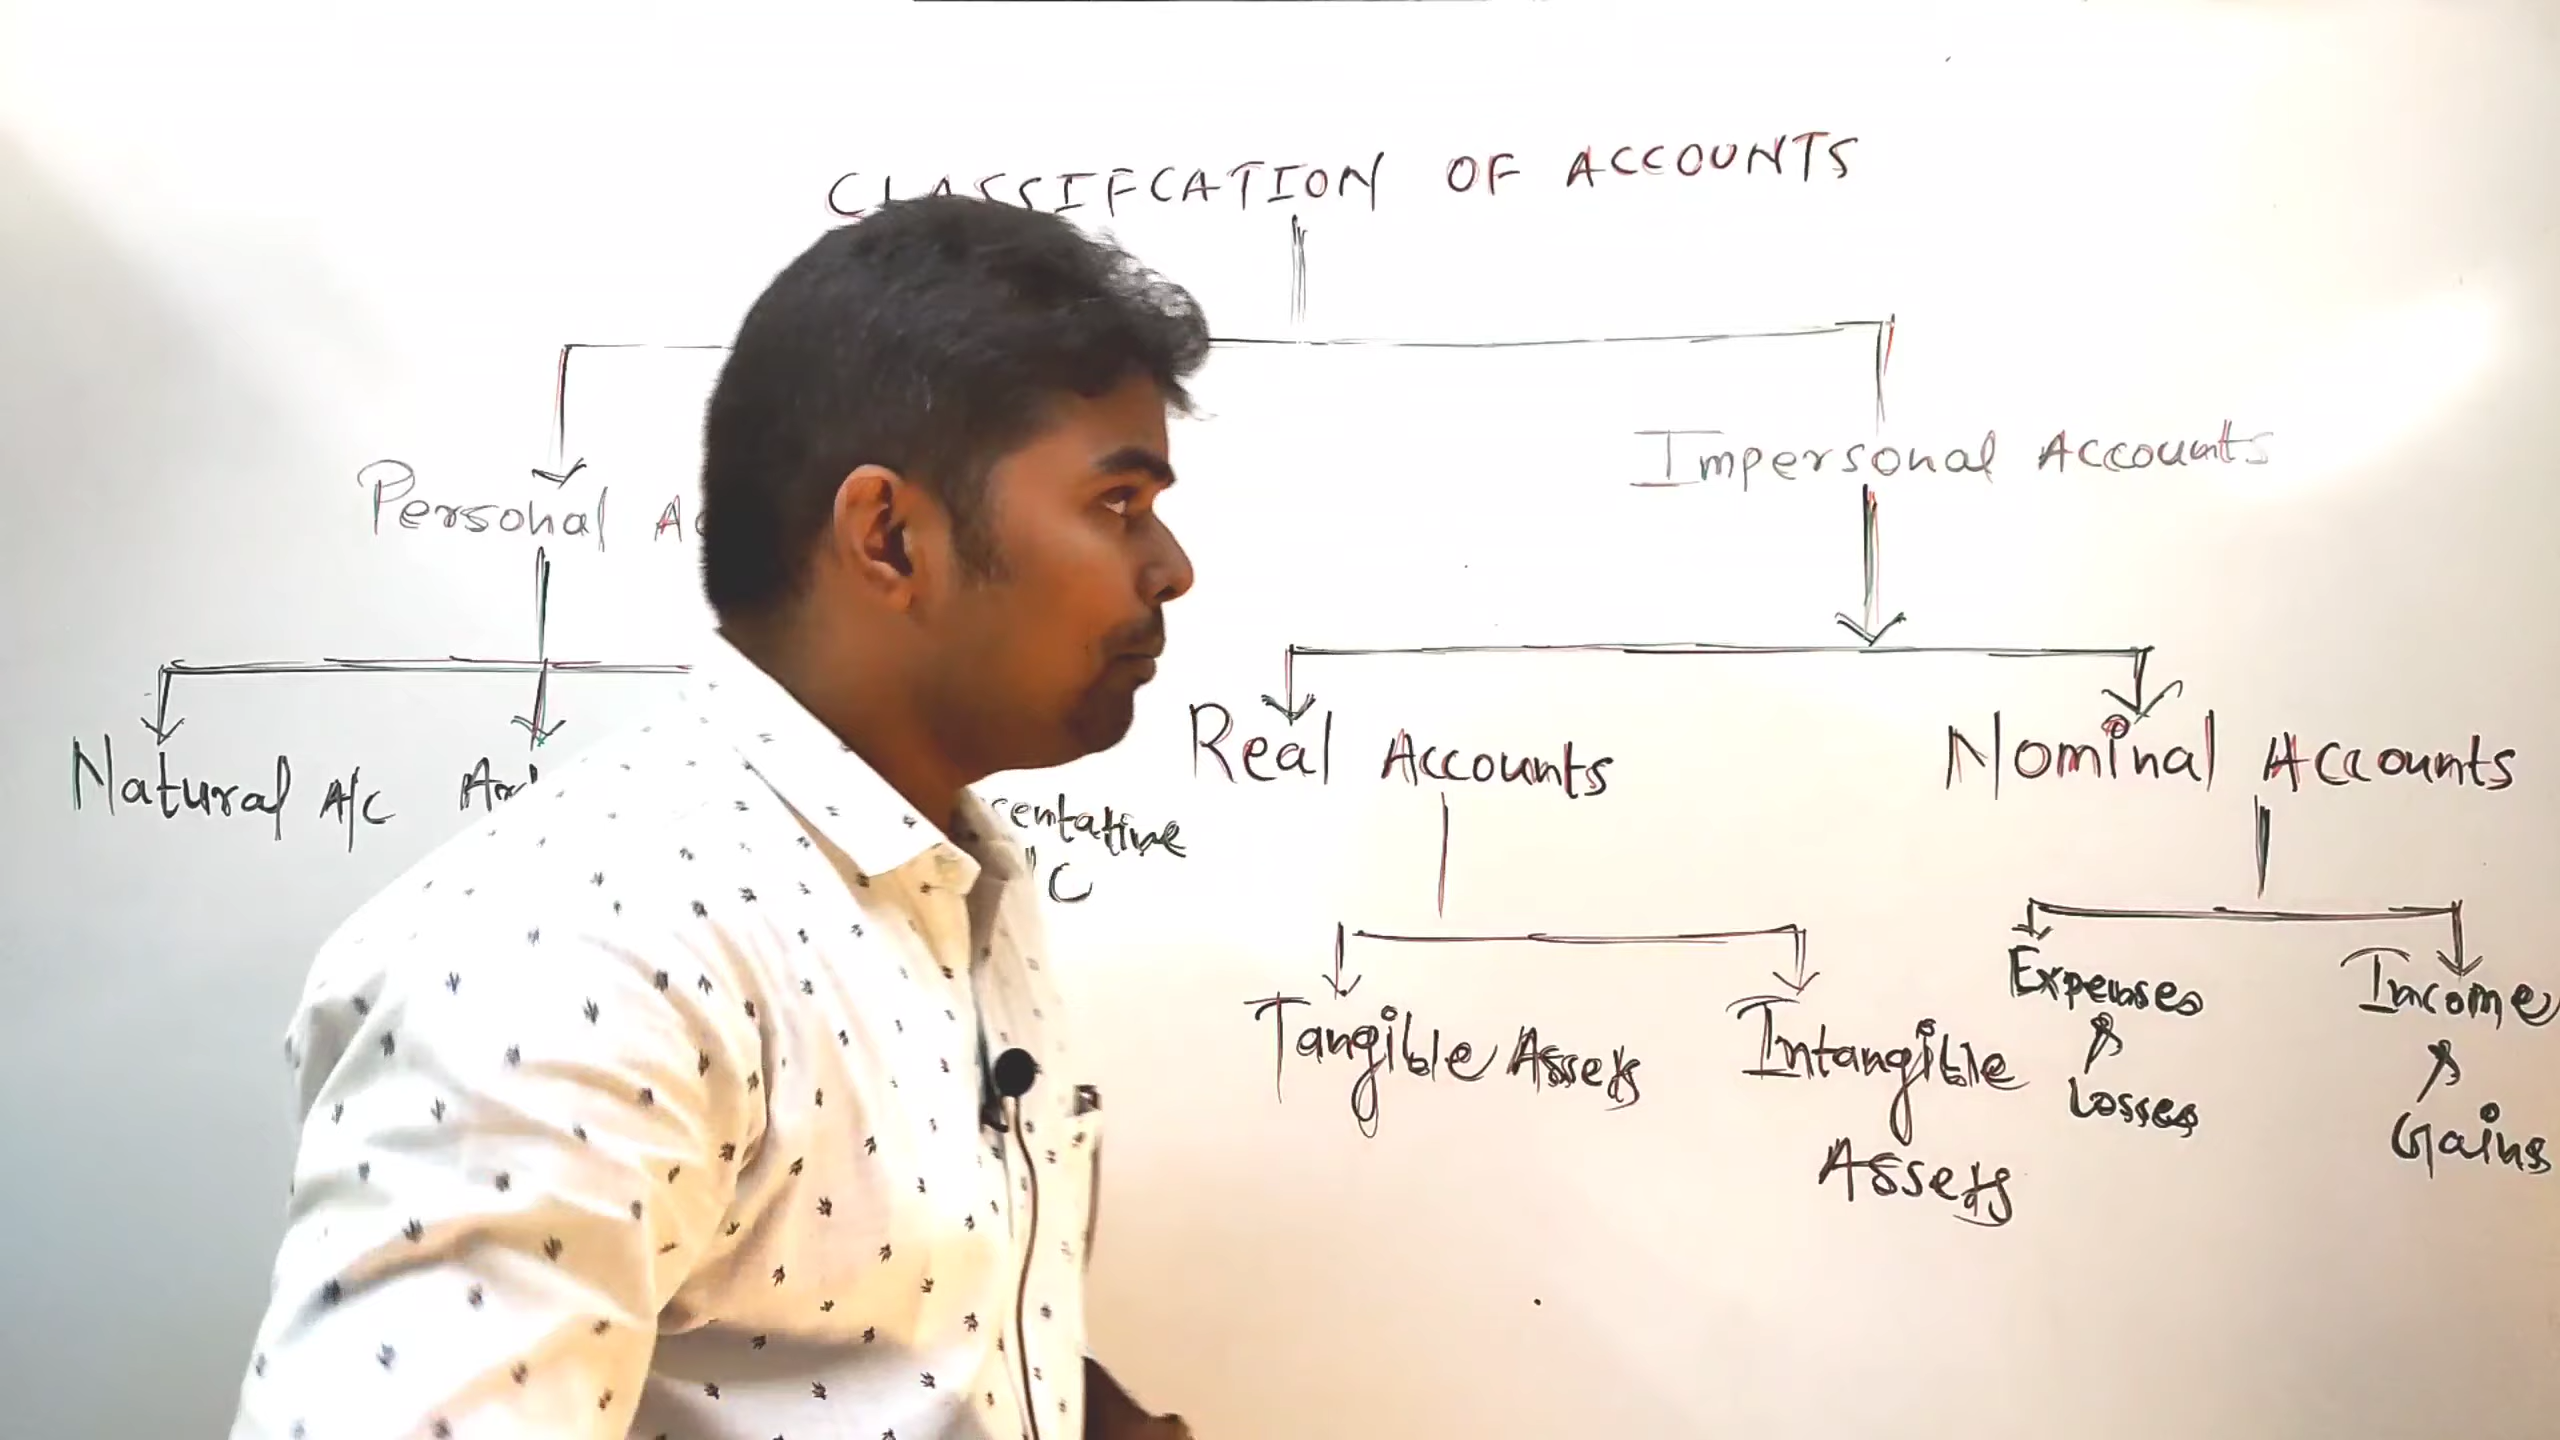 CLASSIFCATION OF ACCOUNTS
Personal
Impersonal Accounts
Natural A/C
Real Accounts
Nominal Accounts
Tangible Assets
Intangible
Assets
Expenses
&
Losses
Income
&
Gains